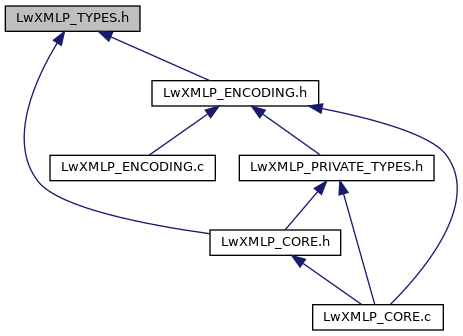 LwXMLP_TYPES.h
LwXMLP_ENCODING.h
LwXMLP_ENCODING.c
LwXMLP_PRIVATE_TYPES.h
LwXMLP_CORE.h
LwXMLP_CORE.c